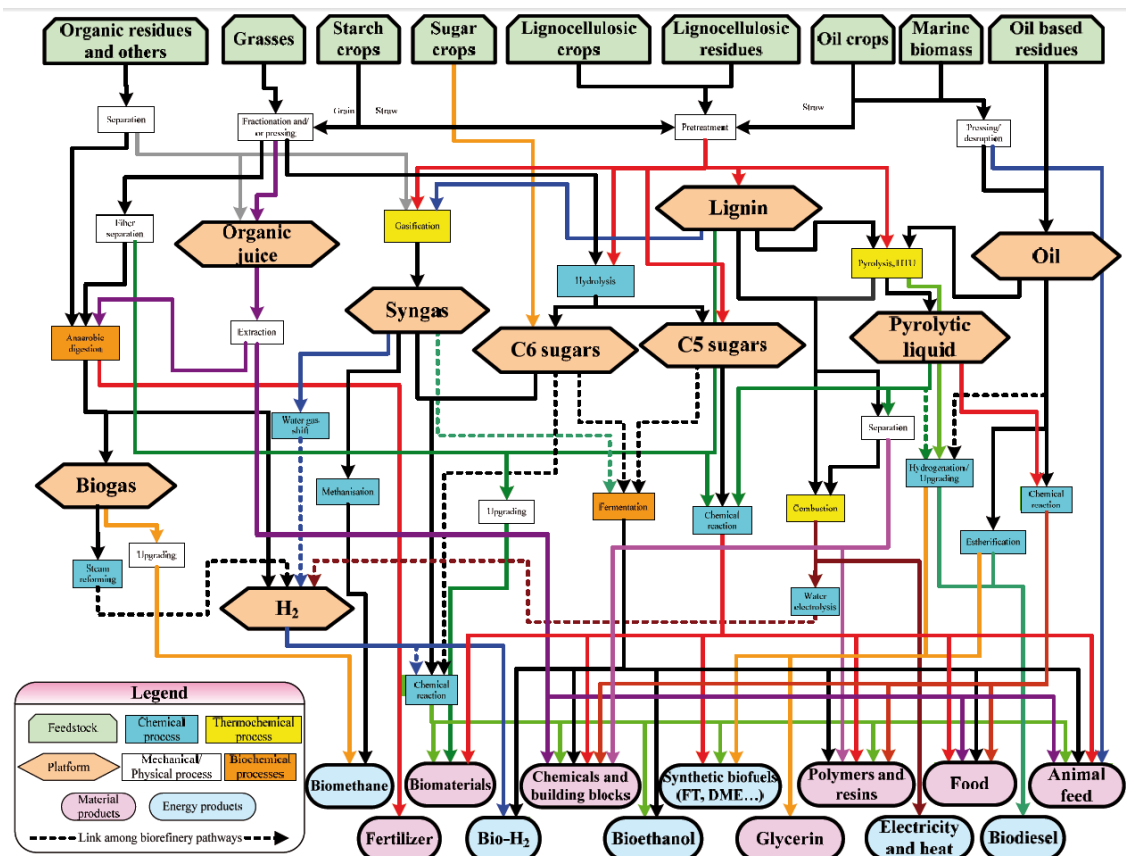 Organic residues
and others
Grasses
Starch
crops
Sugar
crops
Lignocellulosic
crops
Lignocellulosic
residues
Oil crops
Marine
biomass
Oil based
residues
Grain
Straw
Straw
Separation
Fractionation and/
or pressing
Pretreatment
Pressing/
desruption
Fiber
separation
Organic
juice
Gasification
Lignin
Pyrolysis, HTU
Oil
Hydrolysis
Syngas
C6 sugars
C5 sugars
Pyrolytic
liquid
Anaerobic
digestion
Extraction
Water gas-
shift
Separation
Biogas
Methanisation
Upgrading
Fermentation
Chemical
reaction
Combustion
Hydrogenation/
Upgrading
Chemical
reaction
Upgrading
Estherification
Steam
reforming
H2
Water
electrolysis
Chemical
reaction
Legend
Feedstock
Chemical
process
Thermochemical
process
Platform
Mechanical/
Physical process
Biochemical
processes
Material
products
Energy products
Link among biorefinery pathways
Biomethane
Biomaterials
Chemicals and
building blocks
Synthetic biofuels
(FT, DME…)
Polymers and
resins
Food
Animal
feed
Fertilizer
Bio-H2
Bioethanol
Glycerin
Electricity
and heat
Biodiesel